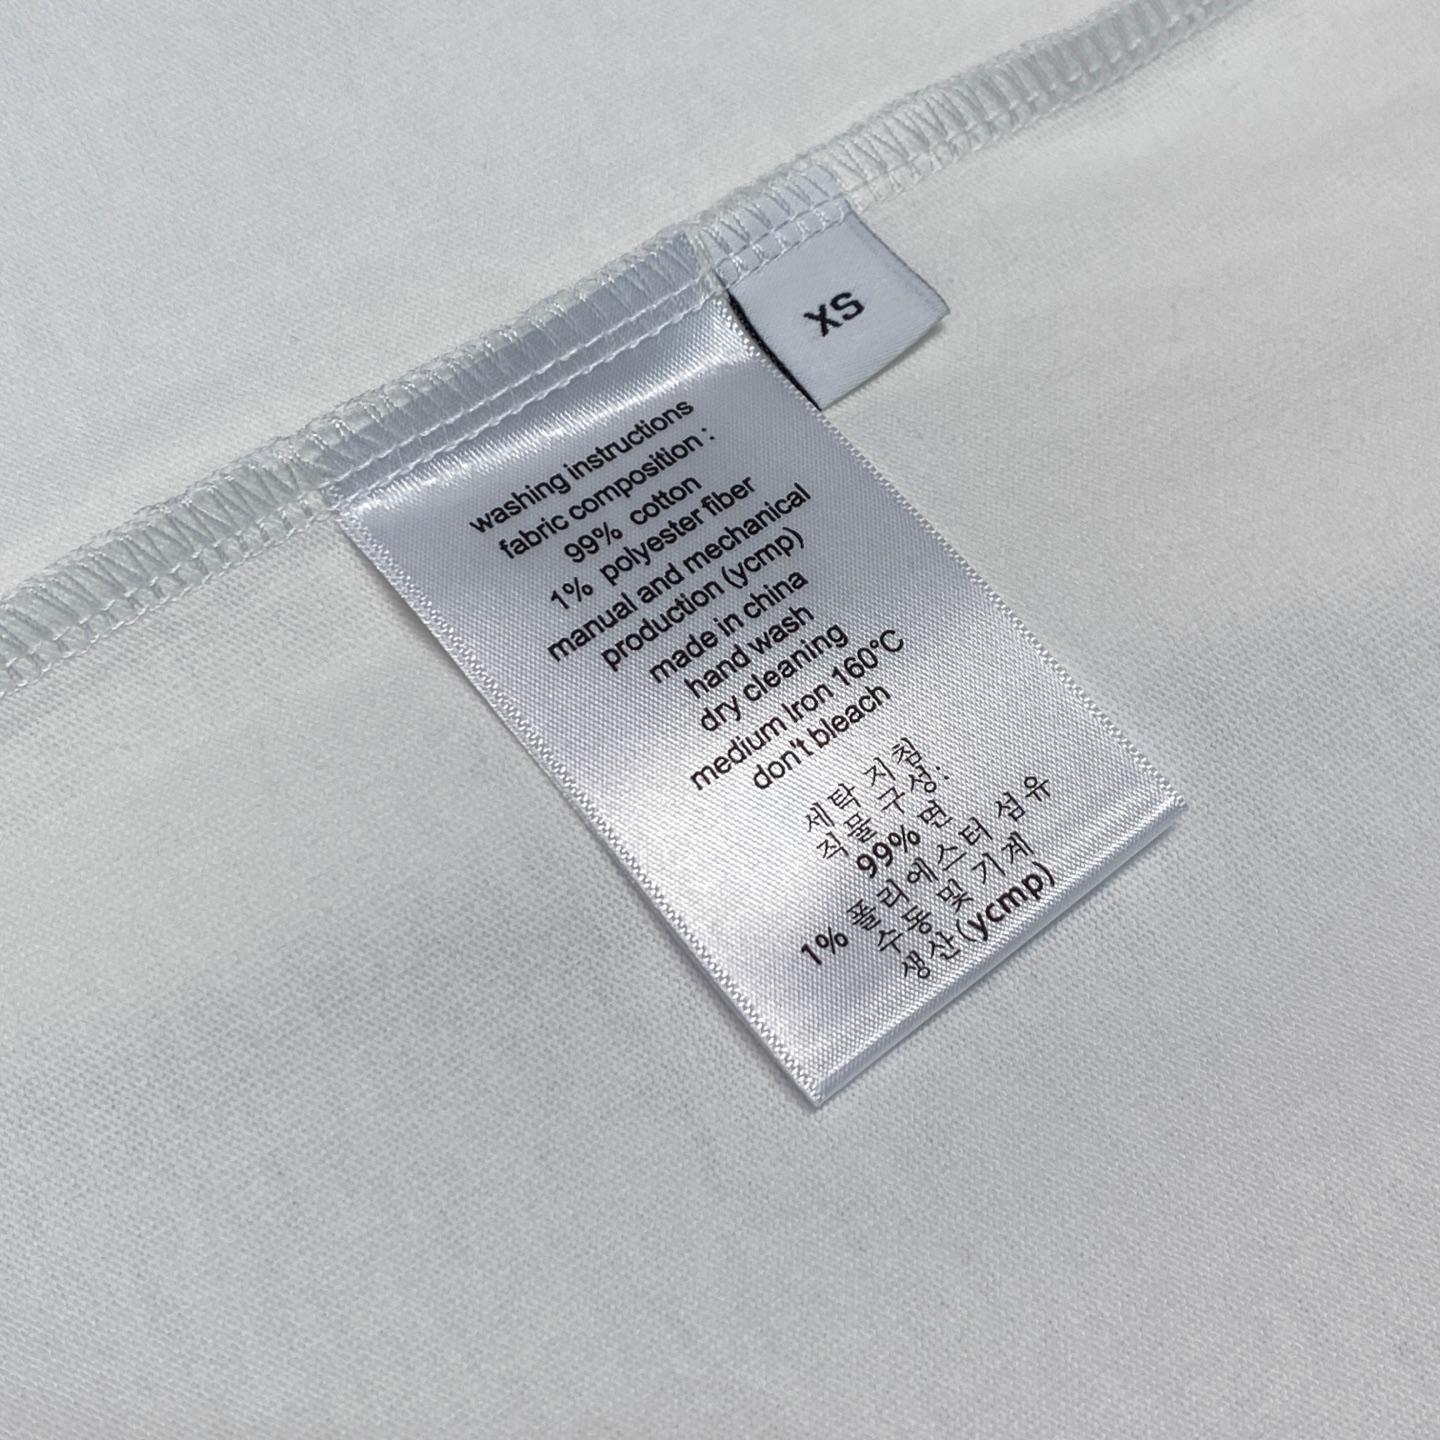 XS
washing instructions
fabric composition :
99% cotton
1% polyester fiber
manual and mechanical
production (ycmp)
made in china
hand wash
dry cleaning
medium Iron 160°C
don't bleach
세탁 지침
직물 구성:
99% 면
1% 폴리에스터 섬유
수동 및 기계
생산(ycmp)